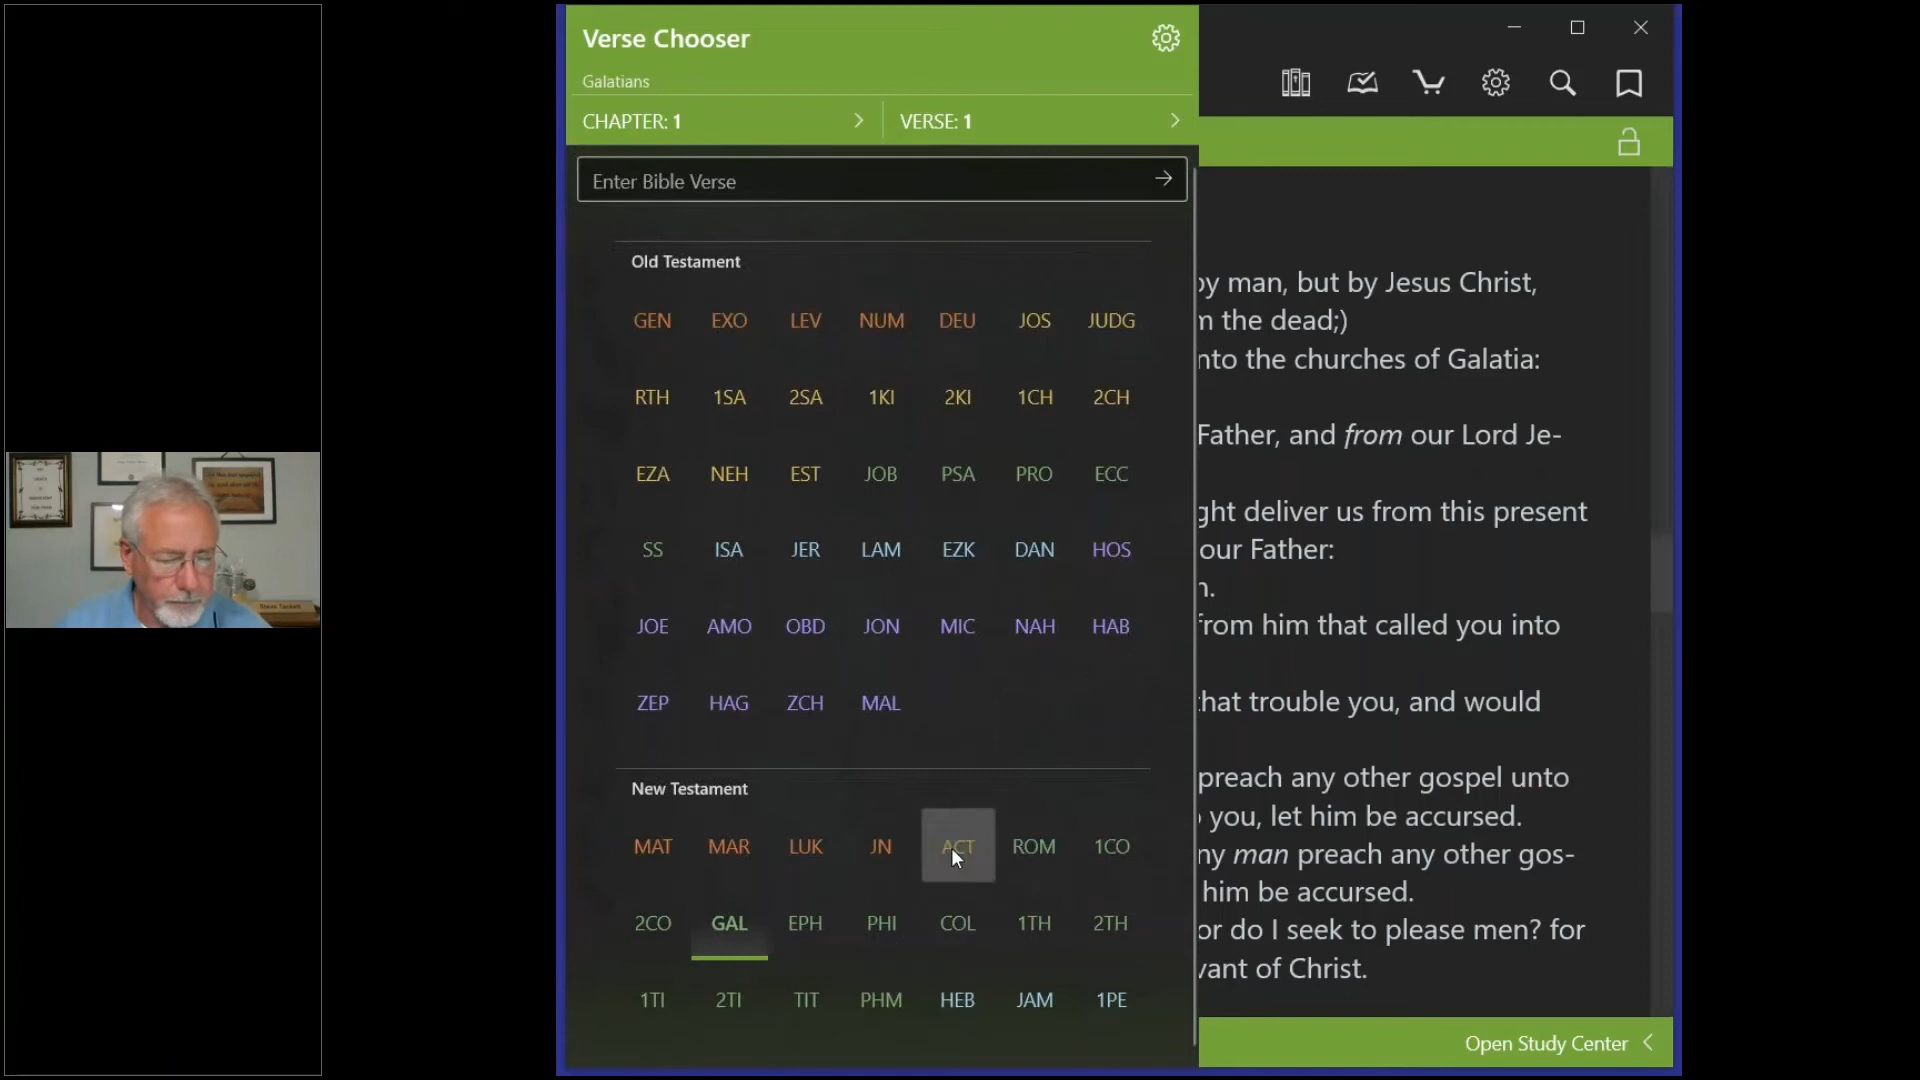 Verse Chooser
Galatians
CHAPTER: 1
VERSE: 1
Enter Bible Verse
Old Testament
GEN EXO LEV NUM DEU JOS JUDG
RTH 1SA 2SA 1KI 2KI 1CH 2CH
EZA NEH EST JOB PSA PRO ECC
SS ISA JER LAM EZK DAN HOS
JOE AMO OBD JON MIC NAH HAB
ZEP HAG ZCH MAL
New Testament
MAT MAR LUK JN ACT ROM 1CO
2CO GAL EPH PHI COL 1TH 2TH
1TI 2TI TIT PHM HEB JAM 1PE
by man, but by Jesus Christ,
the dead;)
the churches of Galatia:
Father, and from our Lord Je-
deliver us from this present
our Father:
from him that called you into
that trouble you, and would
preach any other gospel unto
you, let him be accursed.
man preach any other gos-
him be accursed.
or do I seek to please men? for
of Christ.
Open Study Center